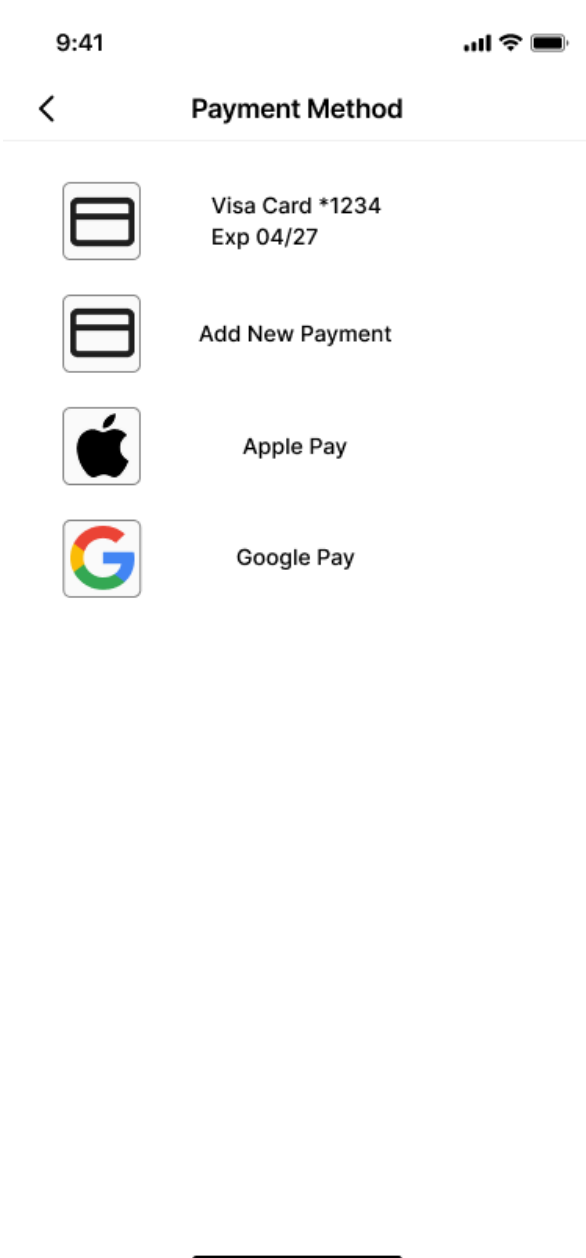 9:41
Payment Method
Visa Card *1234
Exp 04/27
Add New Payment
Apple Pay
Google Pay